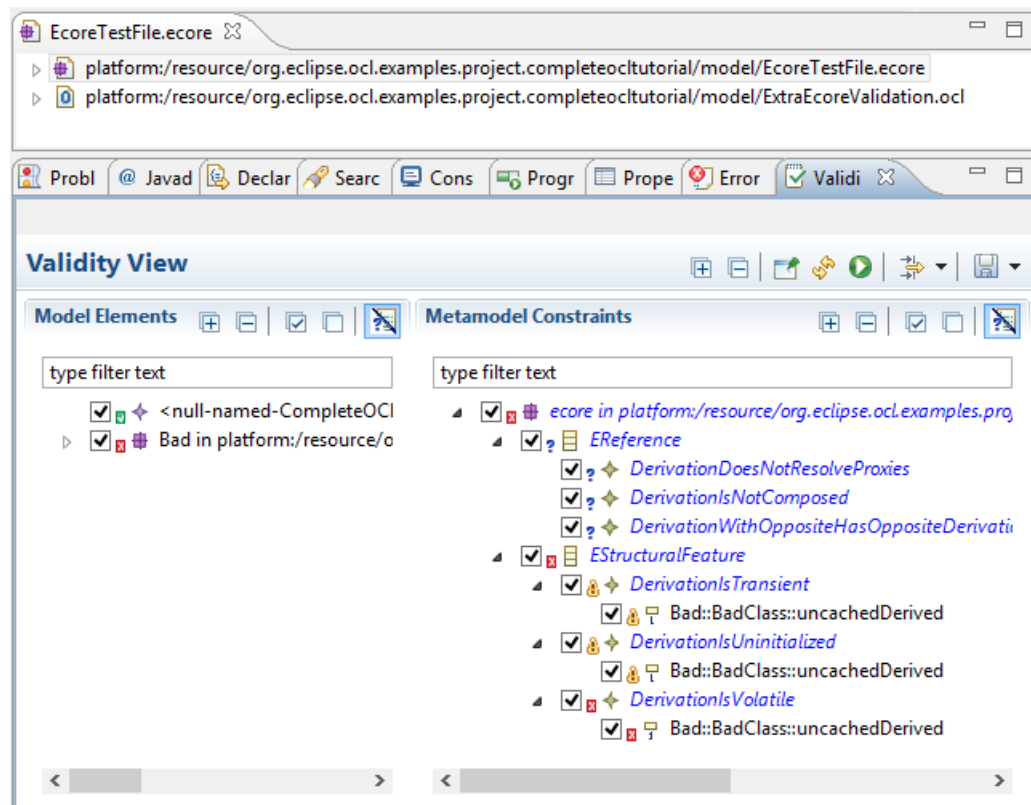 EcoreTestFile.ecore
platform:/resource/org.eclipse.ocl.examples.project.completeocltutorial/model/EcoreTestFile.ecore
platform:/resource/org.eclipse.ocl.examples.project.completeocltutorial/model/ExtraEcoreValidation.ocl
Probl @ Javad Declar Searc Cons Progr Prope Error Validi
Validity View
Model Elements
type filter text
<null-named-CompleteOCl
Bad in platform:/resource/o
Metamodel Constraints
type filter text
ecore in platform:/resource/org.eclipse.ocl.examples.proj
EReference
DerivationDoesNotResolveProxies
DerivationIsNotComposed
DerivationWithOppositeHasOppositeDerivati
EStructuralFeature
DerivationIsTransient
Bad::BadClass::uncachedDerived
DerivationIsUninitialized
Bad::BadClass::uncachedDerived
DerivationIsVolatile
Bad::BadClass::uncachedDerived